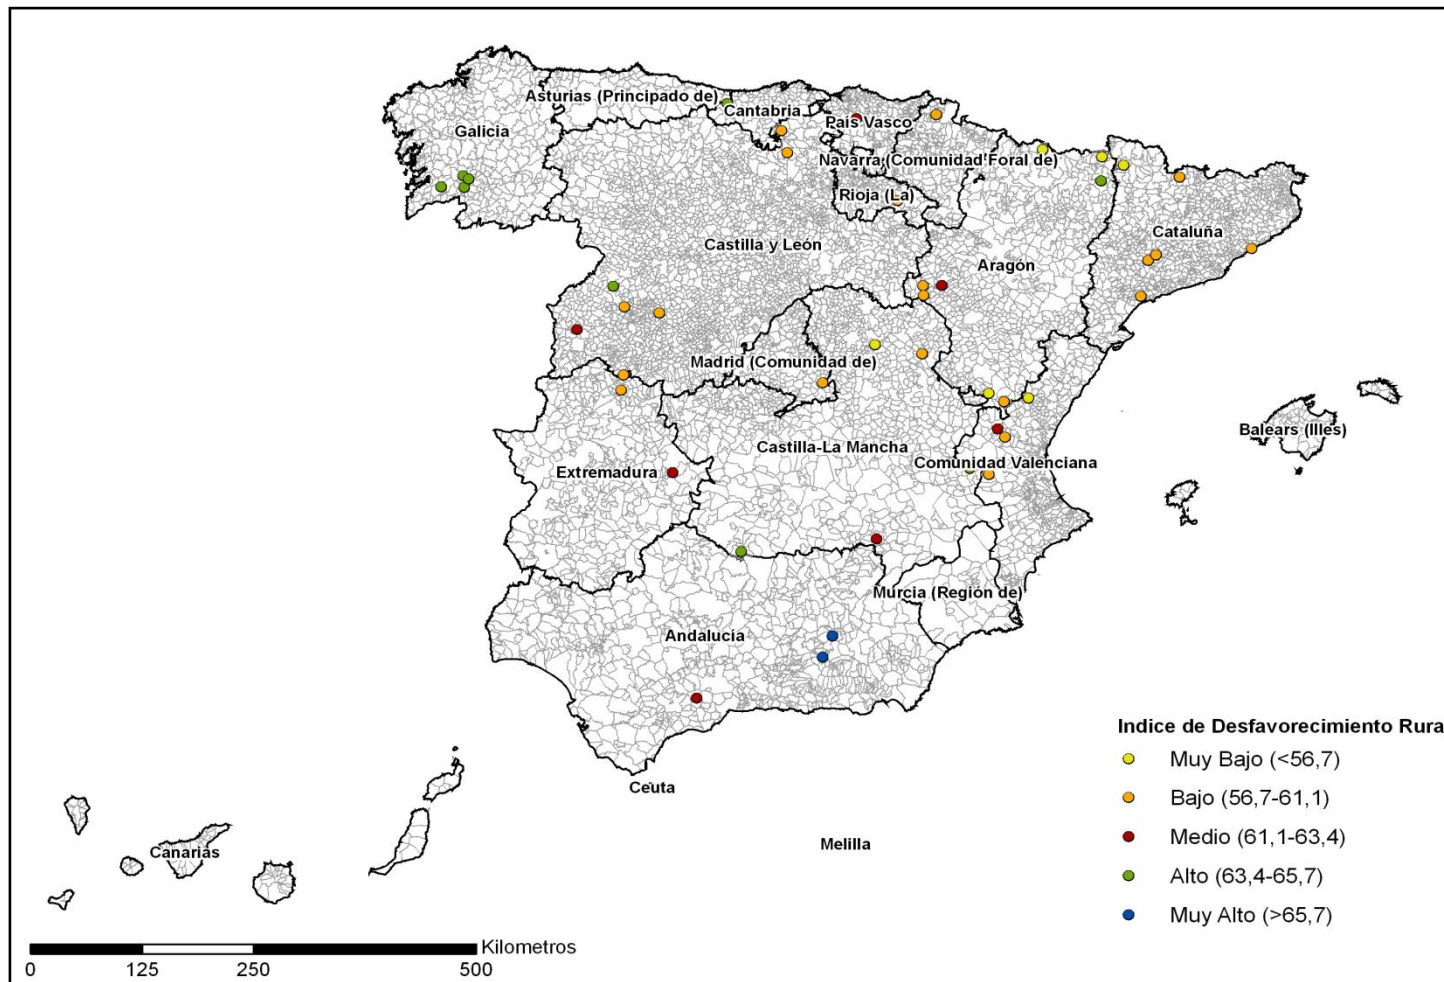 Asturias (Principado de)
Cantabria
País Vasco
Galicia
Navarra (Comunidad Foral de)
Rioja (La)
Cataluña
Castilla y León
Aragón
Madrid (Comunidad de)
Balears (Illes)
Castilla-La Mancha
Comunidad Valenciana
Extremadura
Murcia (Región de)
Andalucía
Indice de Desfavorecimiento Rura
Muy Bajo (<56,7)
Ceuta
Bajo (56,7-61,1)
Medio (61,1-63,4)
Melilla
Canarias
Alto (63,4-65,7)
Muy Alto (>65,7)
Kilometros
0 125 250 500